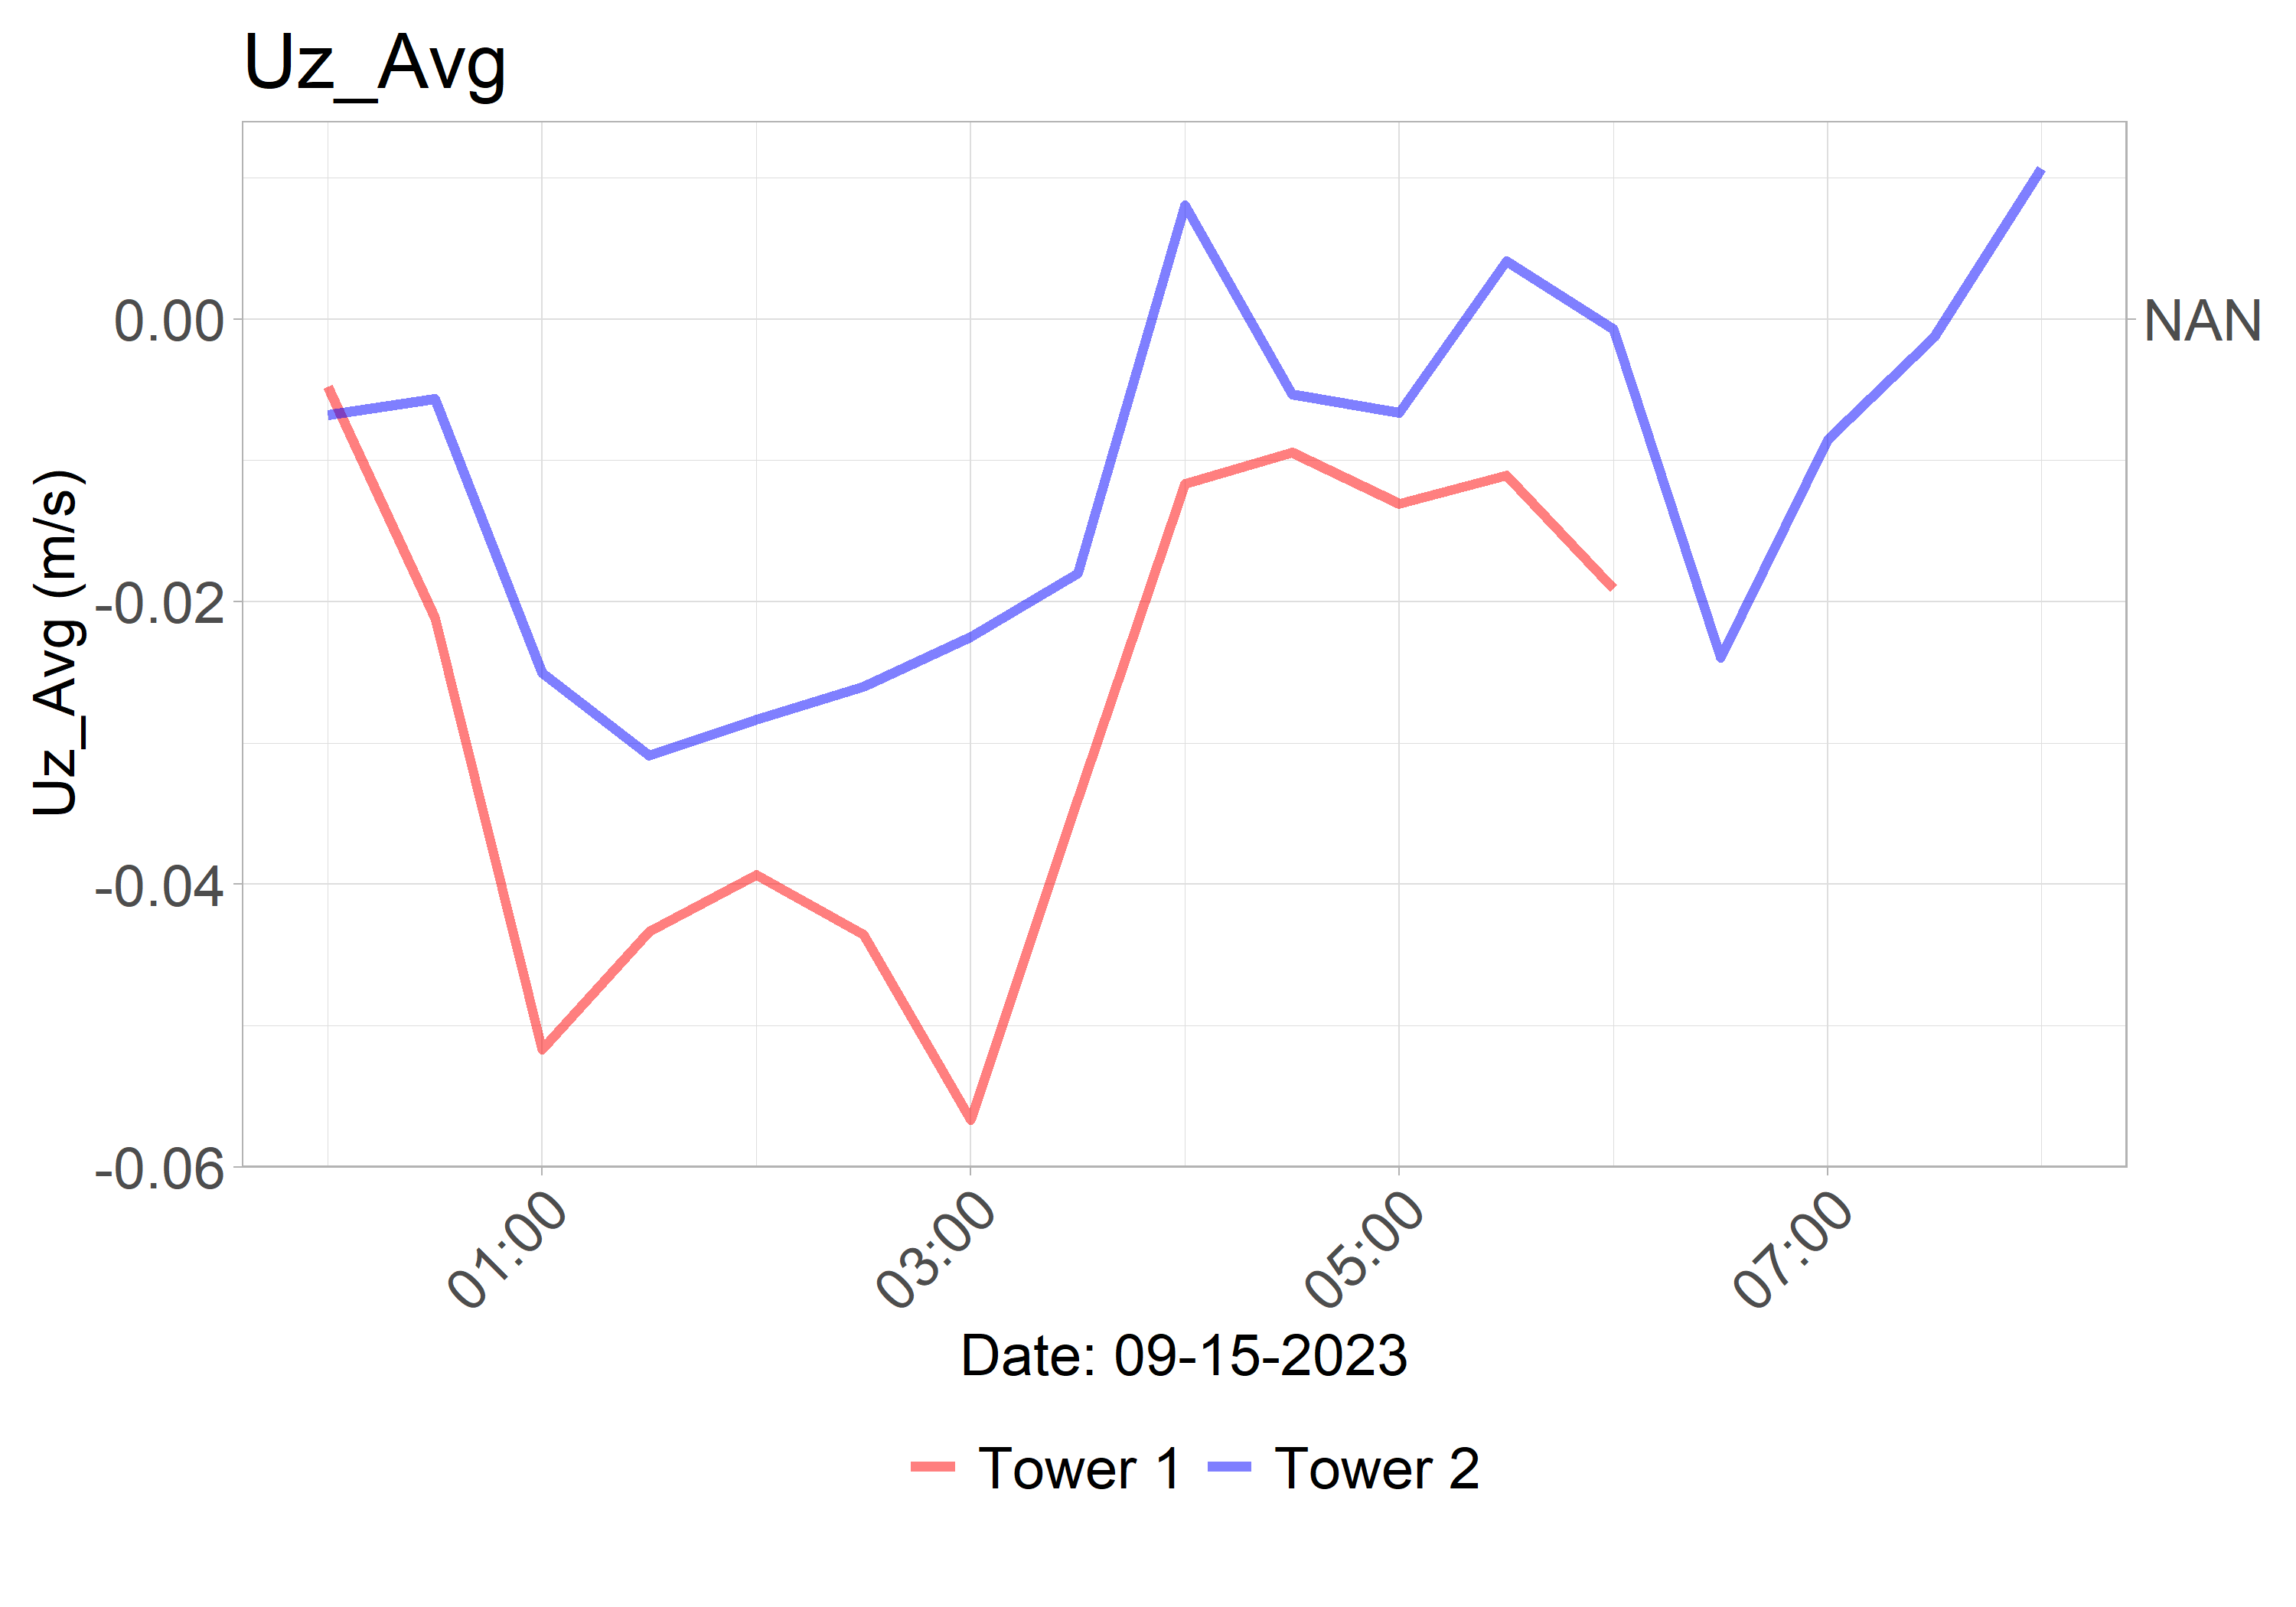 Uz_Avg
Uz_Avg (m/s)
0.00
-0.02
-0.04
-0.06
NAN
01:00
03:00
05:00
07:00
Date: 09-15-2023
Tower 1
Tower 2